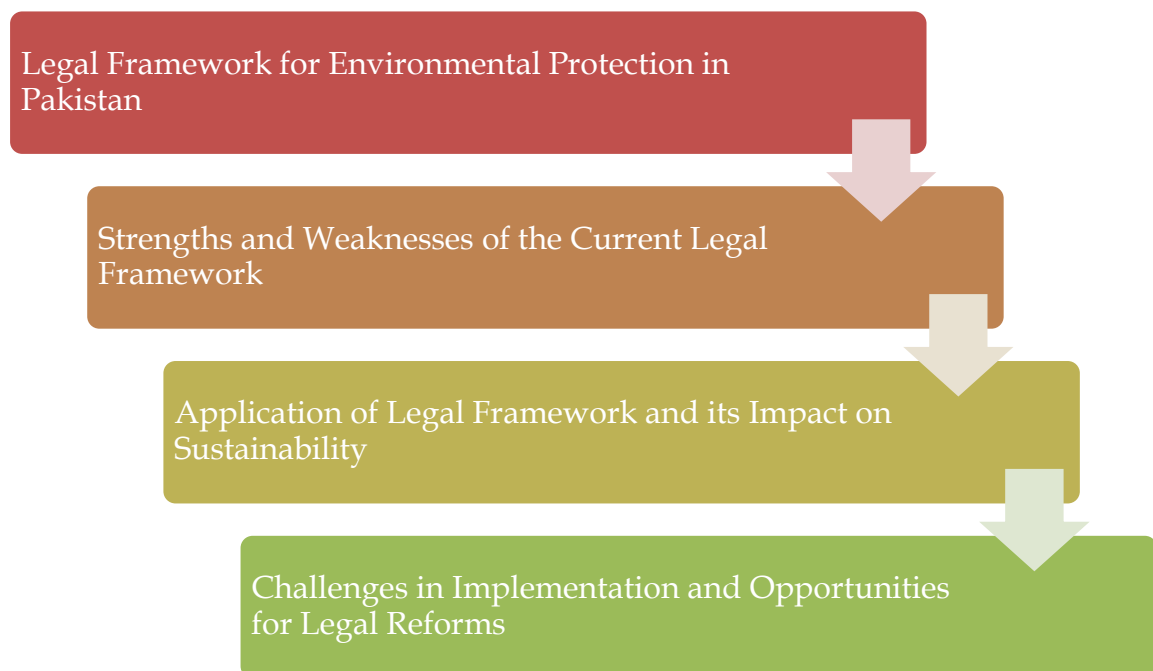 Legal Framework for Environmental Protection in
Pakistan
Strengths and Weaknesses of the Current Legal
Framework
Application of Legal Framework and its Impact on
Sustainability
Challenges in Implementation and Opportunities
for Legal Reforms